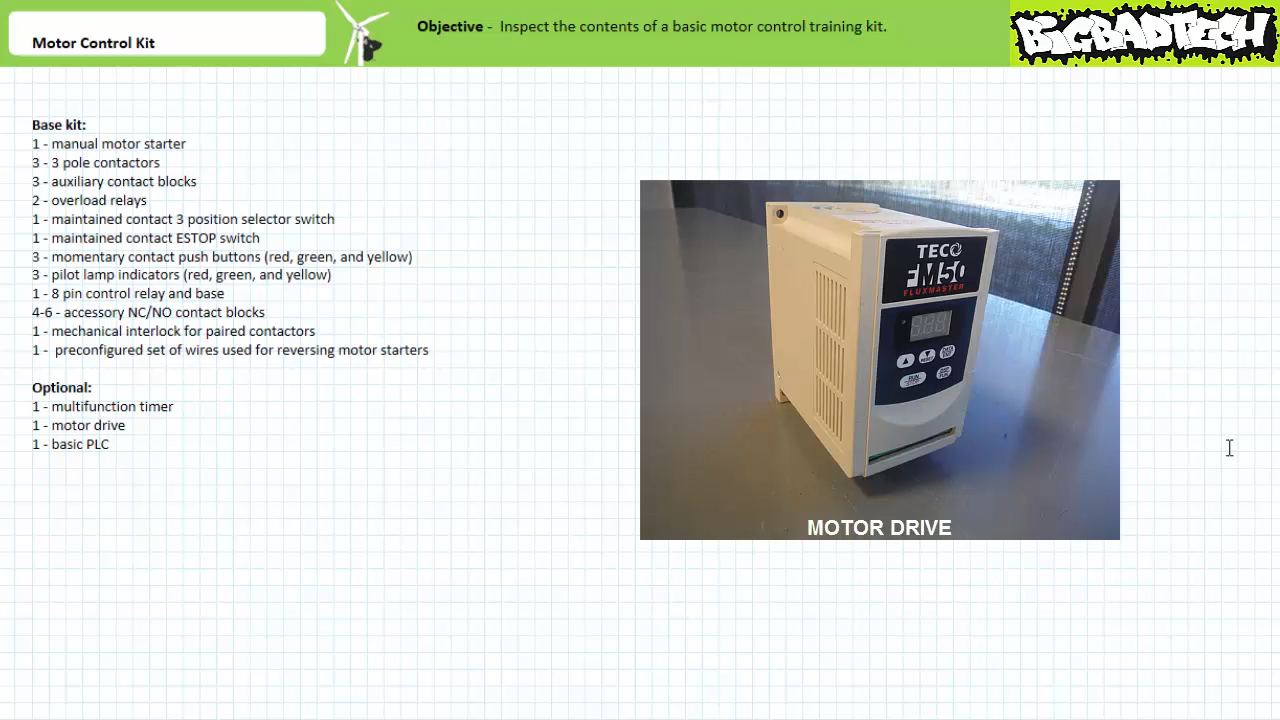 Motor Control Kit
Objective - Inspect the contents of a basic motor control training kit.
BIGBADTECH
Base kit:
1 - manual motor starter
3 - 3 pole contactors
3 - auxiliary contact blocks
2 - overload relays
1 - maintained contact 3 position selector switch
1 - maintained contact ESTOP switch
3 - momentary contact push buttons (red, green, and yellow)
3 - pilot lamp indicators (red, green, and yellow)
1 - 8 pin control relay and base
4-6 - accessory NC/NO contact blocks
1 - mechanical interlock for paired contactors
1 - preconfigured set of wires used for reversing motor starters
Optional:
1 - multifunction timer
1 - motor drive
1 - basic PLC
TECO
FM50
FLUXMASTER
RUN
MOTOR DRIVE